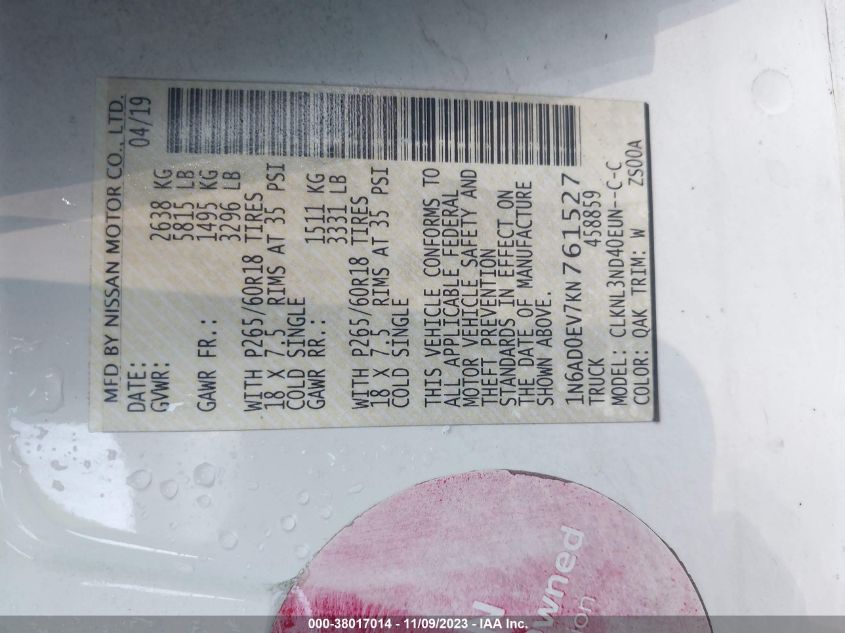 MFD BY NISSAN MOTOR CO., LTD.
DATE: 04/19
GVWR: 2638 KG
5815 LB
GAWR FR.: 1495 KG
3296 LB
WITH P265/60R18 TIRES
18 X 7.5 RIMS AT 35 PSI
COLD SINGLE
GAWR RR.: 1511 KG
3331 LB
WITH P265/60R18 TIRES
18 X 7.5 RIMS AT 35 PSI
COLD SINGLE
THIS VEHICLE CONFORMS TO
ALL APPLICABLE FEDERAL
MOTOR VEHICLE SAFETY AND
THEFT PREVENTION
STANDARDS IN EFFECT ON
THE DATE OF MANUFACTURE
SHOWN ABOVE.
1N6AD0EV7KN761527
TRUCK 458859
MODEL: CLKNL3ND40EUN--C-C
COLOR: QAK TRIM: W ZS00A
owned
000-38017014 - 11/09/2023 - IAA Inc.